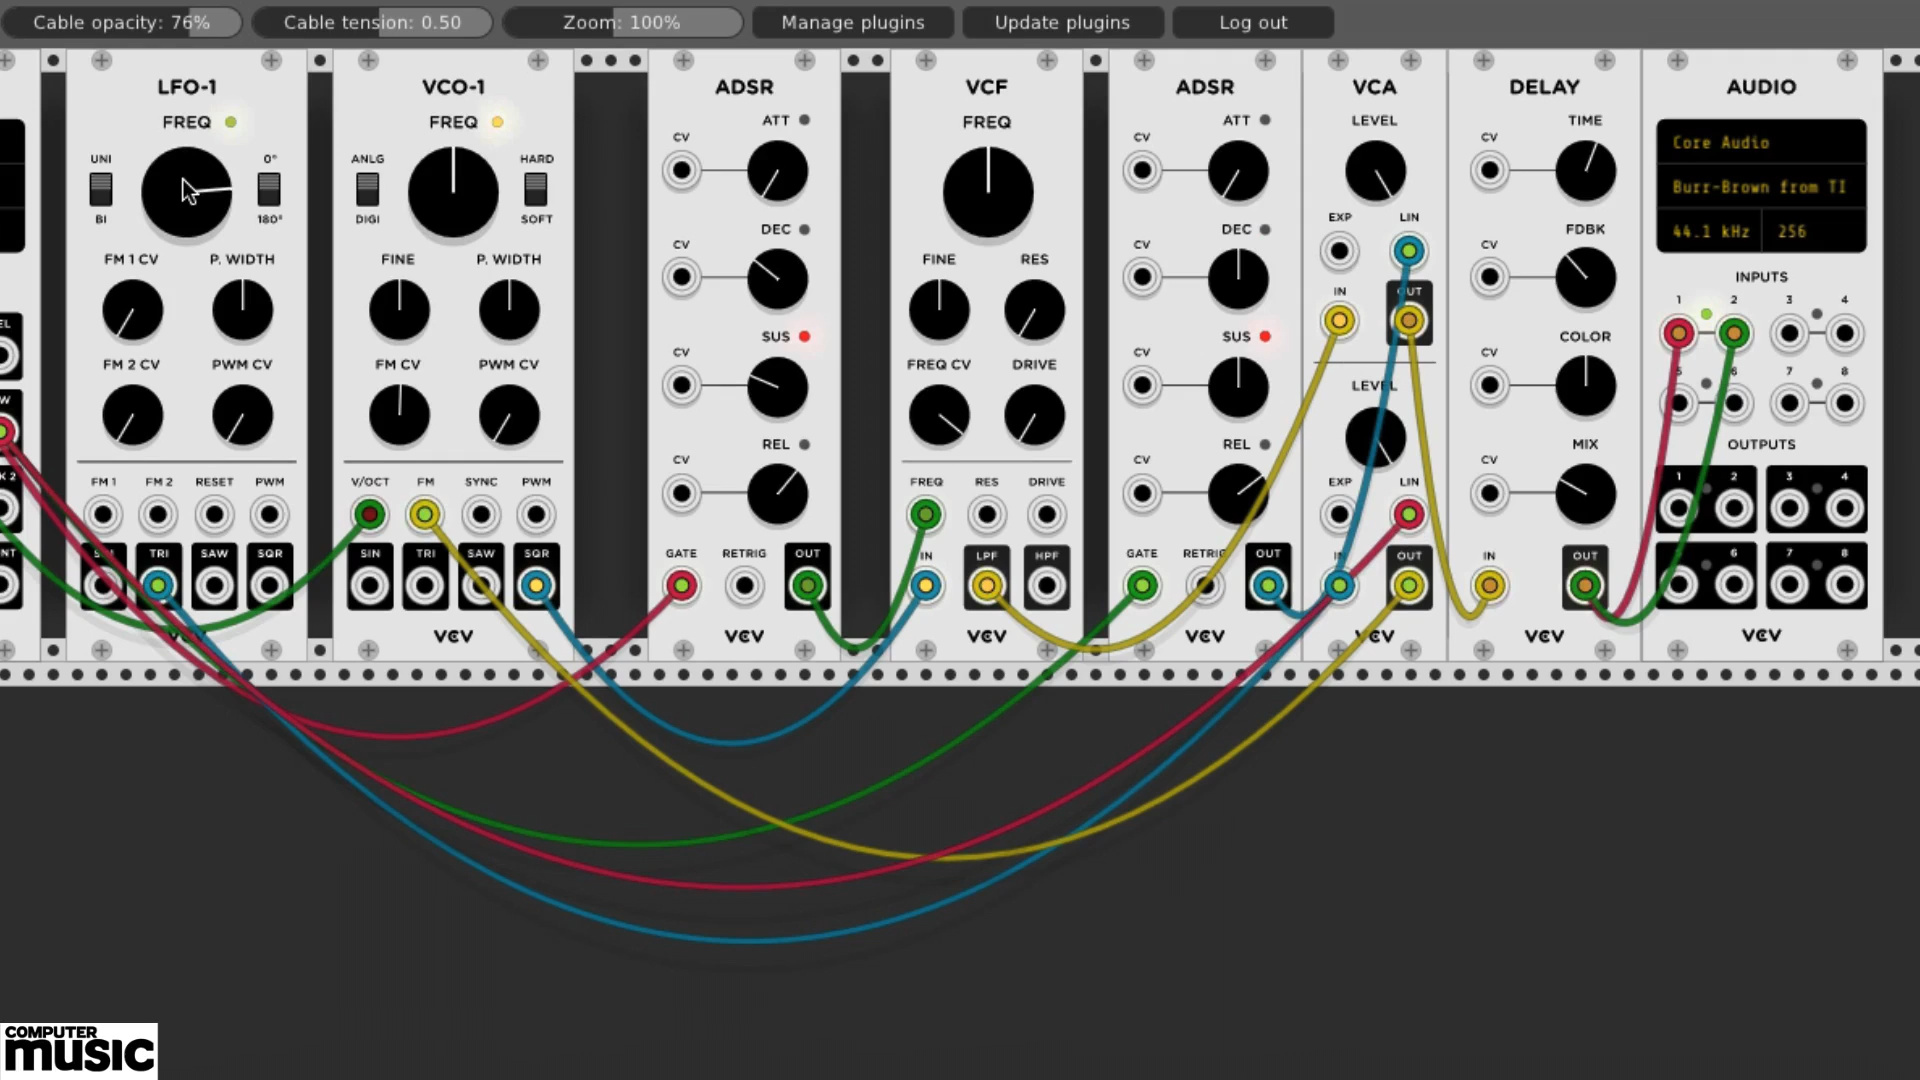 Cable opacity: 76% Cable tension: 0.50 Zoom: 100% Manage plugins Update plugins Log out
LFO-1
FREQ
UNI 0°
BI 180°
FM 1 CV P. WIDTH
FM 2 CV PWM CV
FM 1 FM 2 RESET PWM
TRI SAW SQR
VCO-1
FREQ
ANLG HARD
DIGI SOFT
FINE P. WIDTH
FM CV PWM CV
V/OCT FM SYNC PWM
SIN TRI SAW SQR
VCV
ADSR
ATT
CV
DEC
CV
SUS
CV
REL
CV
GATE RETRIG OUT
VCV
VCF
FREQ
FINE RES
FREQ CV DRIVE
FREQ RES DRIVE
IN LPF HPF
VCV
ADSR
ATT
CV
DEC
CV
SUS
CV
REL
CV
GATE RETRIG OUT
VCV
VCA
LEVEL
EXP LIN
IN OUT
LEVEL
EXP LIN
IN OUT
VCV
DELAY
TIME
CV
FDBK
CV
COLOR
CV
MIX
CV
IN OUT
VCV
AUDIO
Core Audio
Burr-Brown from TI
44.1 kHz 256
INPUTS
1 2 3 4
5 6 7 8
OUTPUTS
1 2 3 4
6 7 8
VCV
COMPUTER
music